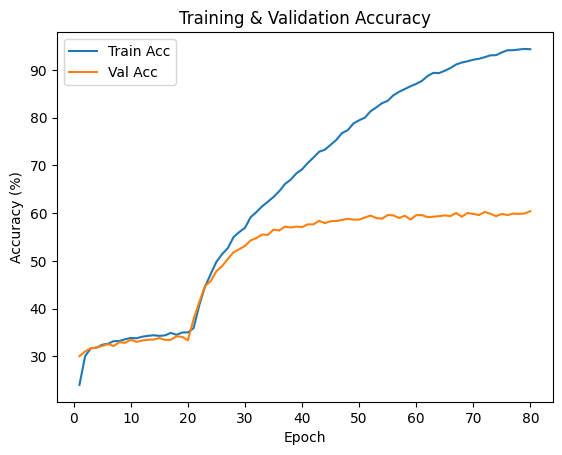 Training & Validation Accuracy
Train Acc
Val Acc
Accuracy (%)
90
80
70
60
50
40
30
0 10 20 30 40 50 60 70 80
Epoch